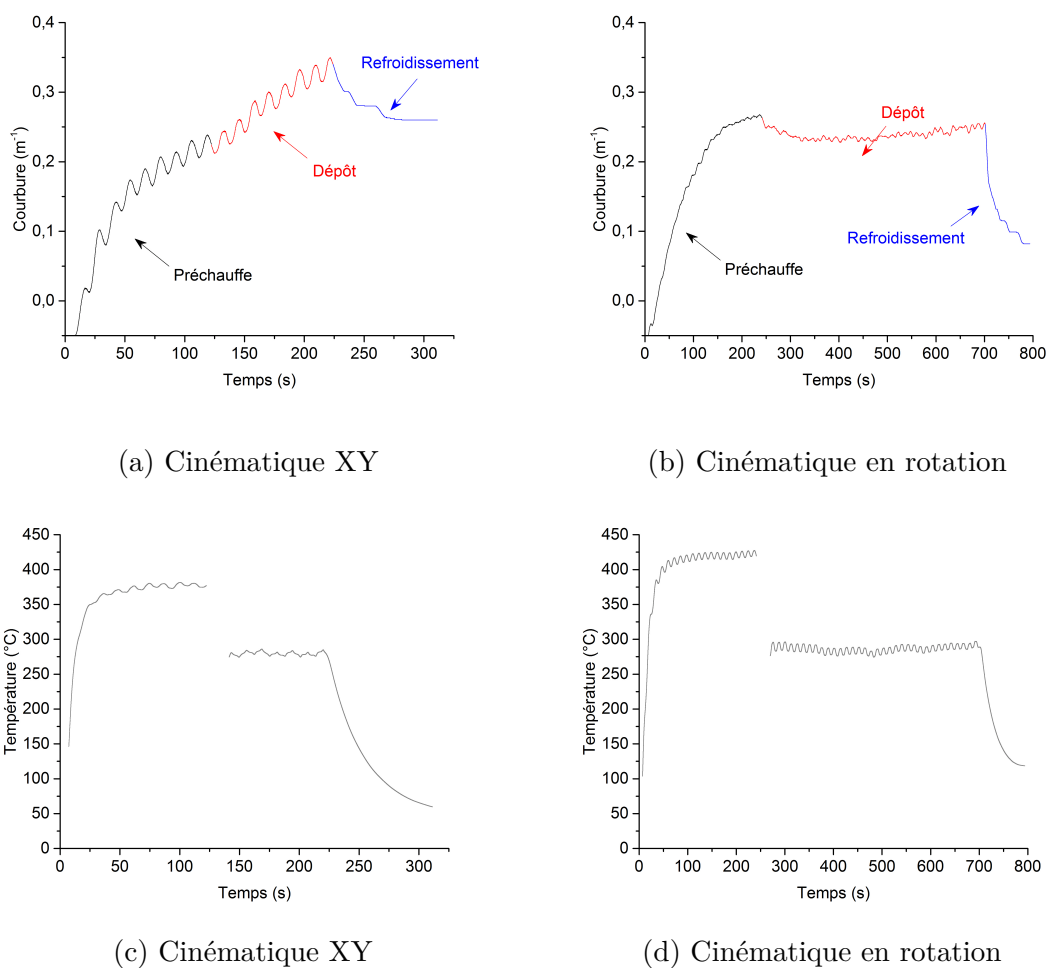 0,4
0,3
0,2
0,1
0,0
Courbure (m-1)
Refroidissement
Dépôt
Préchauffe
0 50 100 150 200 250 300
Temps (s)
(a) Cinématique XY
0,4
0,3
0,2
0,1
0,0
Courbure (m-1)
Dépôt
Refroidissement
Préchauffe
0 100 200 300 400 500 600 700 800
Temps (s)
(b) Cinématique en rotation
450
400
350
300
250
200
150
100
50
0
Température (°C)
0 50 100 150 200 250 300
Temps (s)
(c) Cinématique XY
450
400
350
300
250
200
150
100
50
0
Température (°C)
0 100 200 300 400 500 600 700 800
Temps (s)
(d) Cinématique en rotation